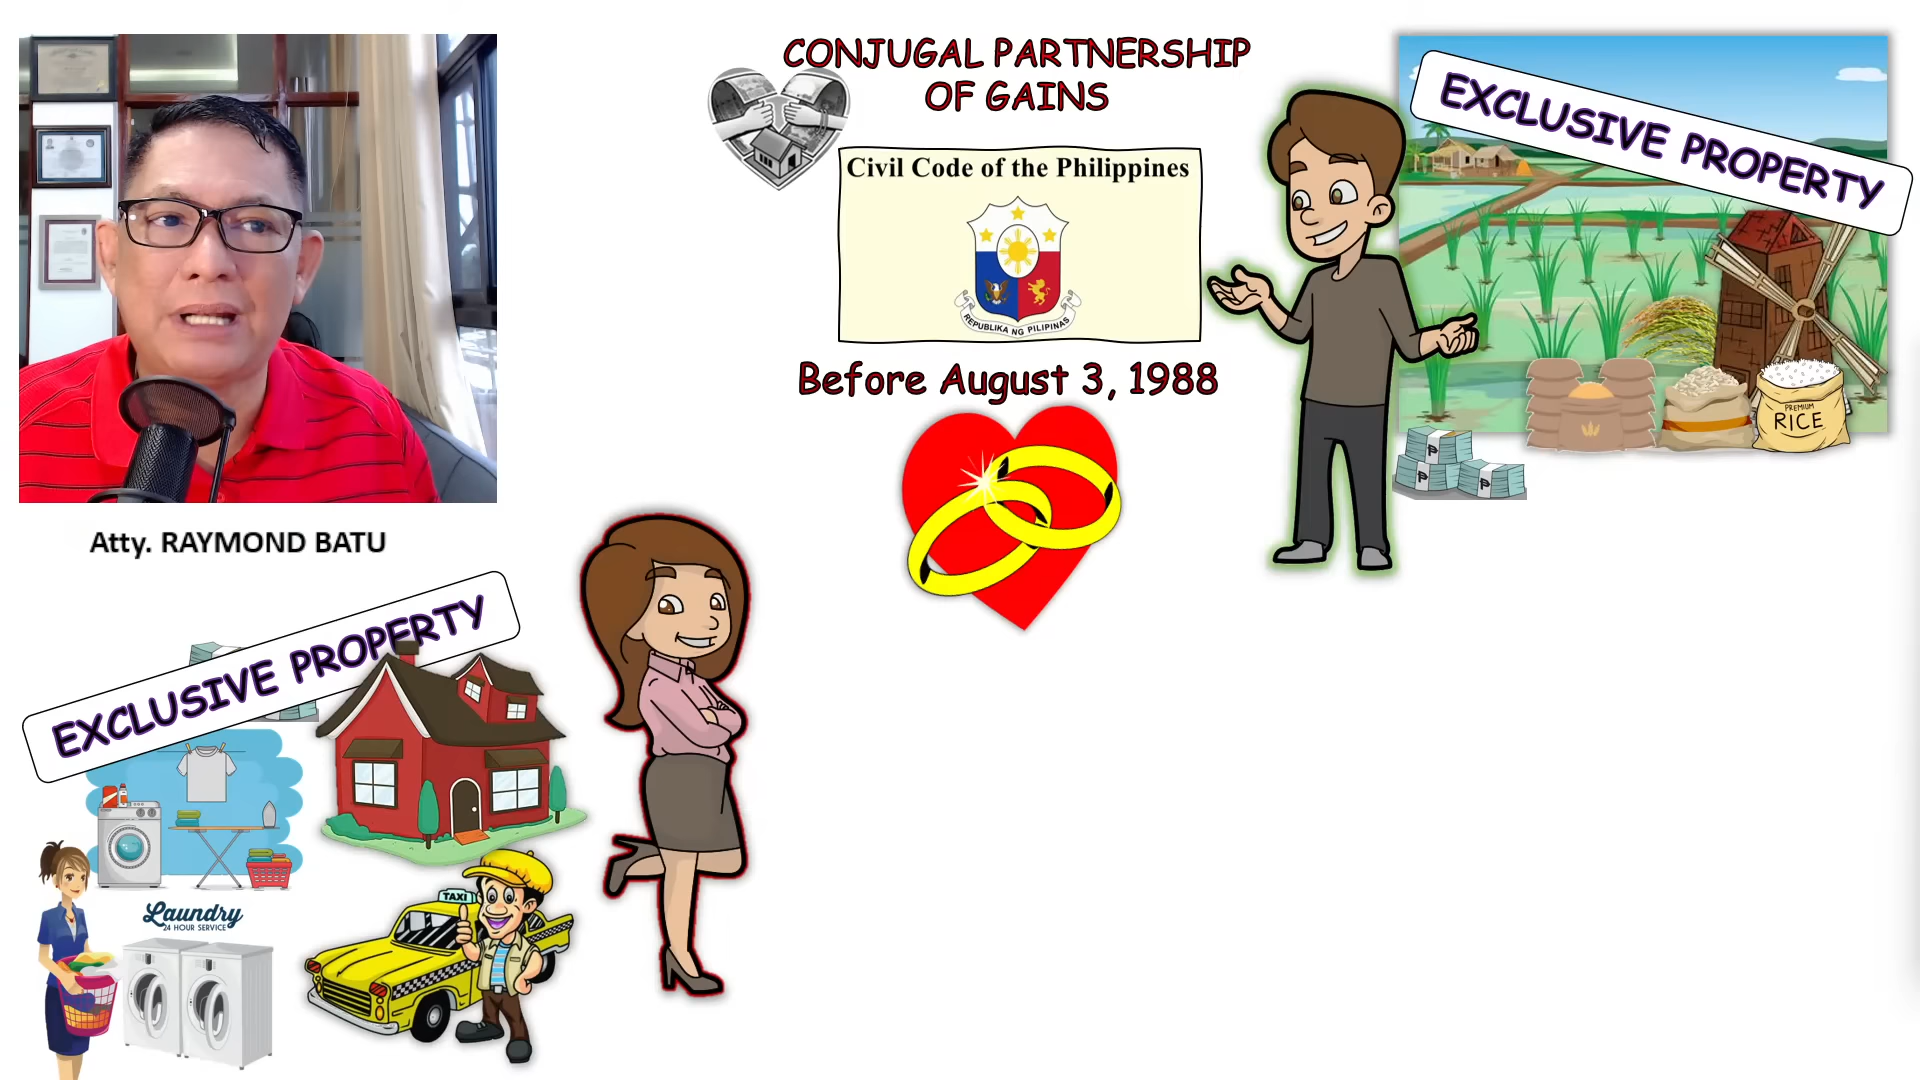 CONJUGAL PARTNERSHIP
OF GAINS
Civil Code of the Philippines
REPUBLIKA NG PILIPINAS
Before August 3, 1988
EXCLUSIVE PROPERTY
PREMIUM
RICE
₱
₱
₱
Atty. RAYMOND BATU
EXCLUSIVE PROPERTY
Laundry
24 HOUR SERVICE
TAXI